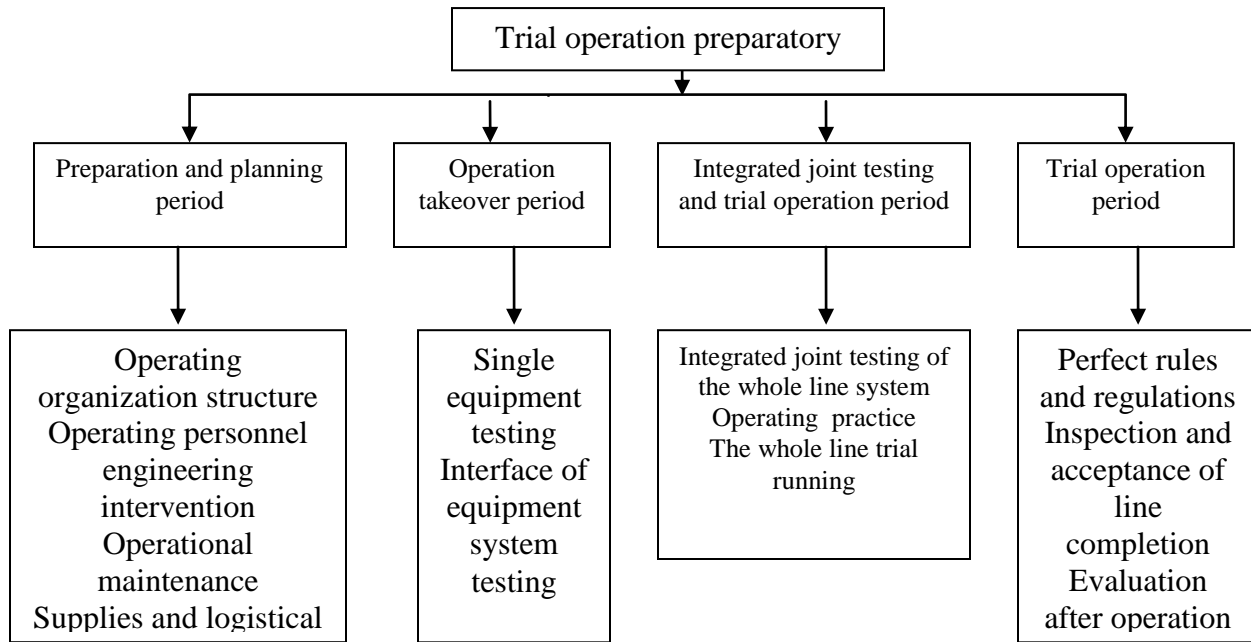 Trial operation preparatory
Preparation and planning
period
Operation
takeover period
Integrated joint testing
and trial operation period
Trial operation
period
Operating
organization structure
Operating personnel
engineering
intervention
Operational
maintenance
Supplies and logistical
Single
equipment
testing
Interface of
equipment
system
testing
Integrated joint testing of
the whole line system
Operating practice
The whole line trial
running
Perfect rules
and regulations
Inspection and
acceptance of
line
completion
Evaluation
after operation